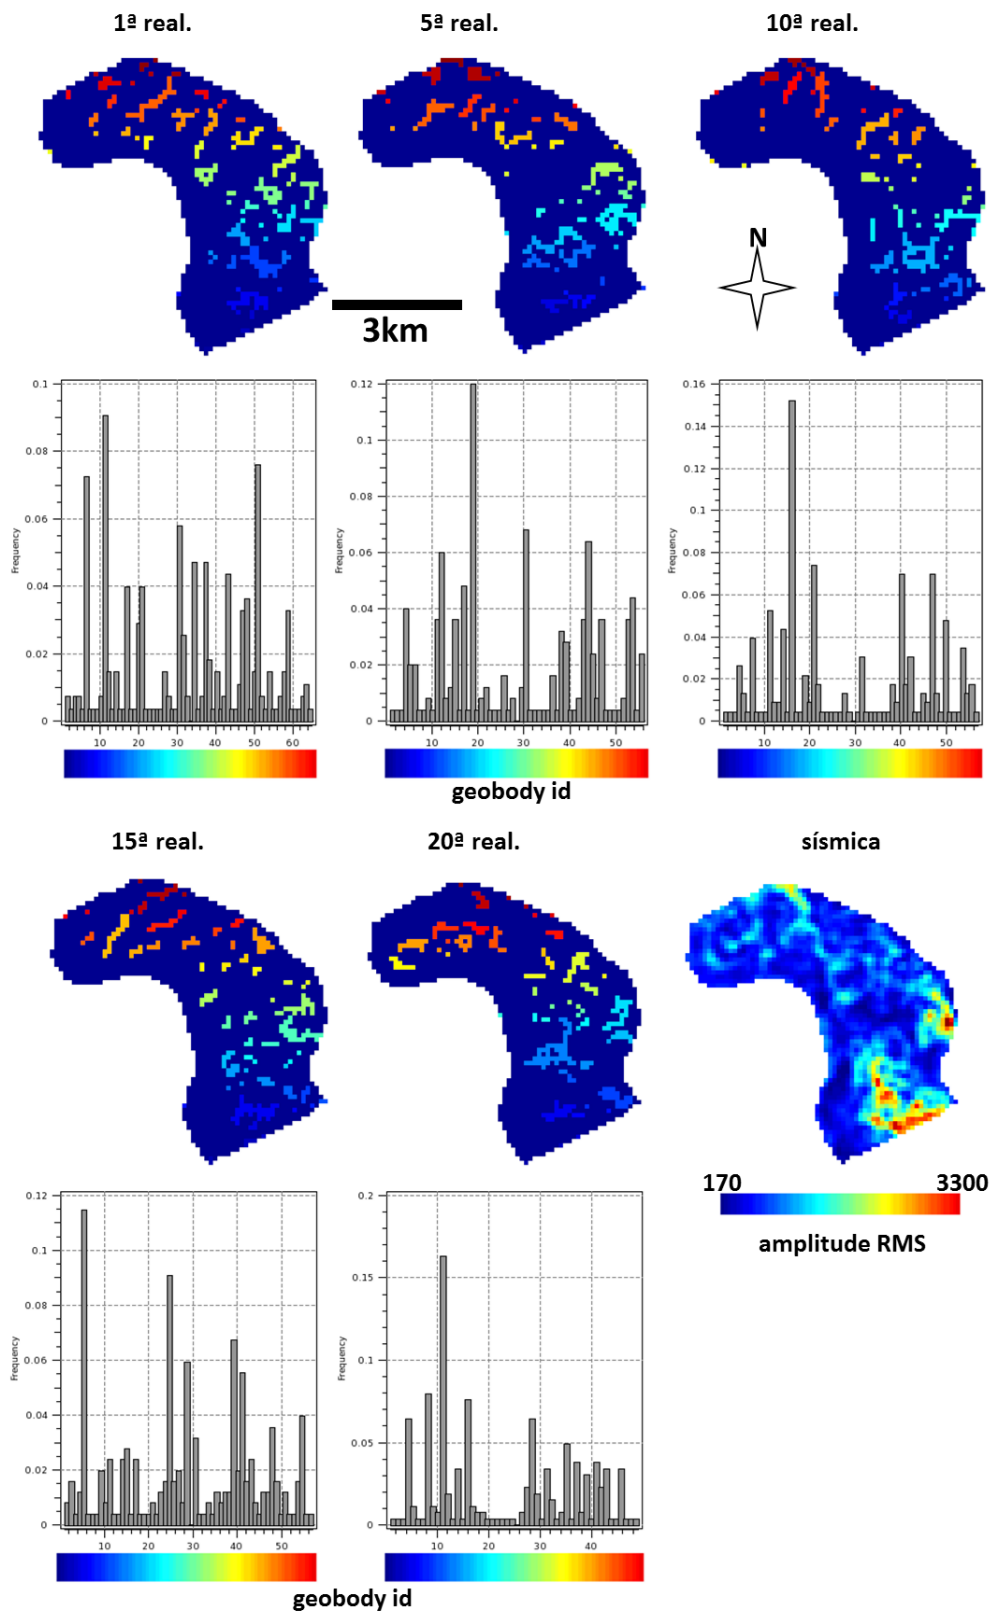 1ª real.
5ª real.
10ª real.
N
3km
0.1
0.08
0.06
0.04
0.02
0
Frequency
10 20 30 40 50 60
0.12
0.1
0.08
0.06
0.04
0.02
0
Frequency
10 20 30 40 50
0.16
0.14
0.12
0.1
0.08
0.06
0.04
0.02
0
Frequency
10 20 30 40 50
geobody id
15ª real.
20ª real.
sísmica
170 3300
amplitude RMS
0.12
0.1
0.08
0.06
0.04
0.02
0
Frequency
10 20 30 40 50
0.2
0.15
0.1
0.05
0
Frequency
10 20 30 40
geobody id